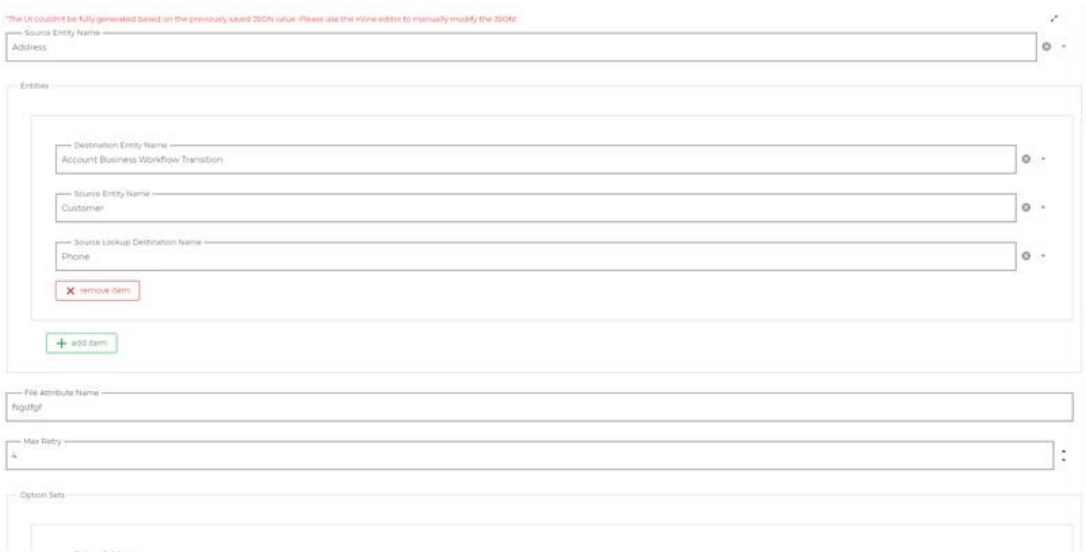 *The UI couldn't be fully generated based on the previously saved JSON value. Please use the inline editor to manually modify the JSON!
Source Entity Name
Address
Entities
Destination Entity Name
Account Business Workflow Transition
Source Entity Name
Customer
Source Lookup Destination Name
Phone
remove item
add item
File Attribute Name
Max Retry
4
Option Sets